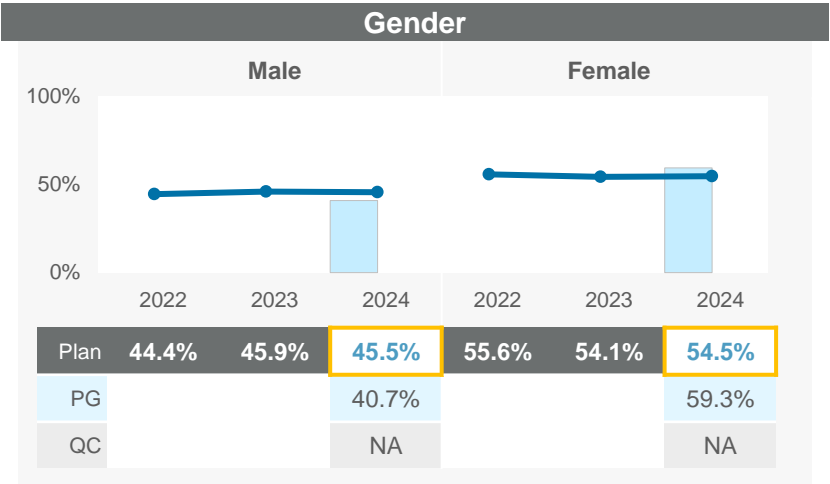 Gender
Male Female
100%
50%
0%
2022 2023 2024 2022 2023 2024
Plan 44.4% 45.9% 45.5% 55.6% 54.1% 54.5%
PG 40.7% 59.3%
QC NA NA